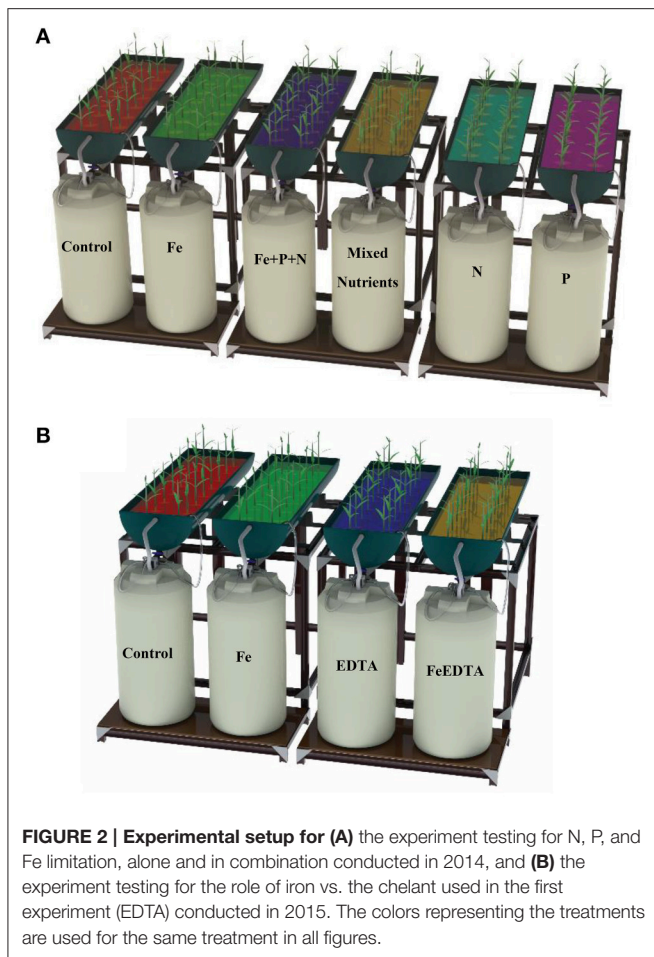 A
Control
Fe
Fe+P+N
Mixed
Nutrients
N
P
B
Control
Fe
EDTA
FeEDTA
FIGURE 2 | Experimental setup for (A) the experiment testing for N, P, and
Fe limitation, alone and in combination conducted in 2014, and (B) the
experiment testing for the role of iron vs. the chelant used in the first
experiment (EDTA) conducted in 2015. The colors representing the treatments
are used for the same treatment in all figures.